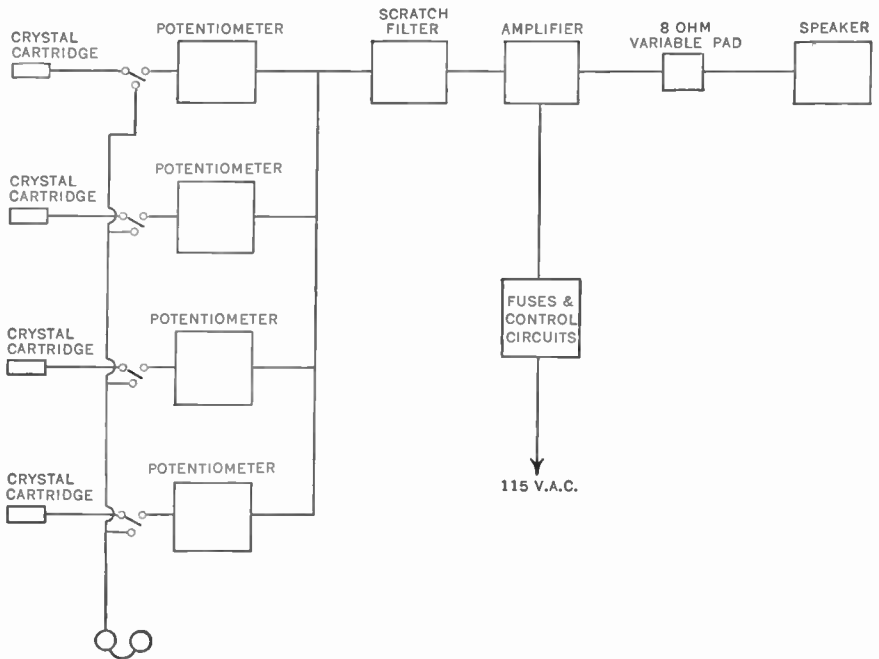 CRYSTAL
CARTRIDGE
POTENTIOMETER
SCRATCH
FILTER
AMPLIFIER
8 OHM
VARIABLE PAD
SPEAKER
CRYSTAL
CARTRIDGE
POTENTIOMETER
CRYSTAL
CARTRIDGE
POTENTIOMETER
FUSES &
CONTROL
CIRCUITS
CRYSTAL
CARTRIDGE
POTENTIOMETER
115 V.A.C.